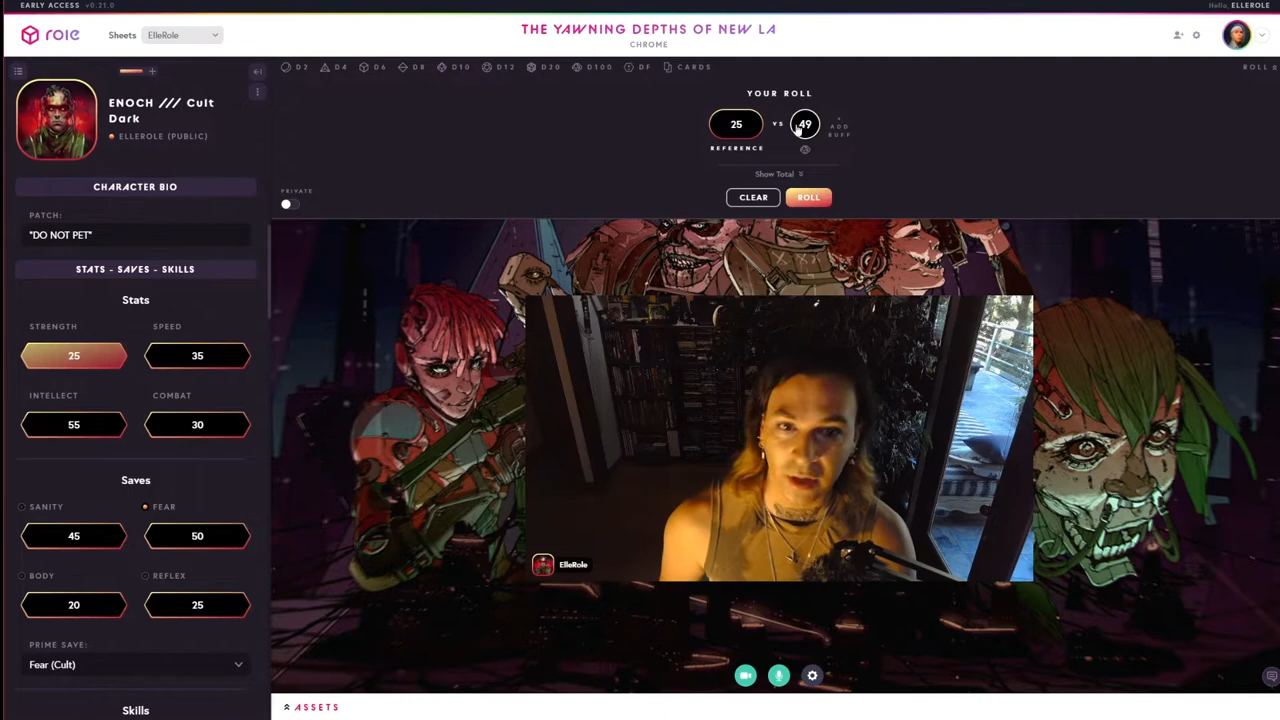 EARLY ACCESS v0.21.0
Hello, ELLEROLE
role
Sheets ElleRole
THE YAWNING DEPTHS OF NEW LA
CHROME
D2 D4 D6 D8 D10 D12 D20 D100 DF CARDS
ROLL
ENOCH /// Cult
Dark
ELLEROLE (PUBLIC)
YOUR ROLL
25 VS 49
+ ADD BUFF
REFERENCE
Show Total
CLEAR ROLL
PRIVATE
CHARACTER BIO
PATCH:
"DO NOT PET"
STATS - SAVES - SKILLS
Stats
STRENGTH SPEED
25 35
INTELLECT COMBAT
55 30
Saves
SANITY FEAR
45 50
BODY REFLEX
20 25
PRIME SAVE:
Fear (Cult)
Skills
ElleRole
ASSETS